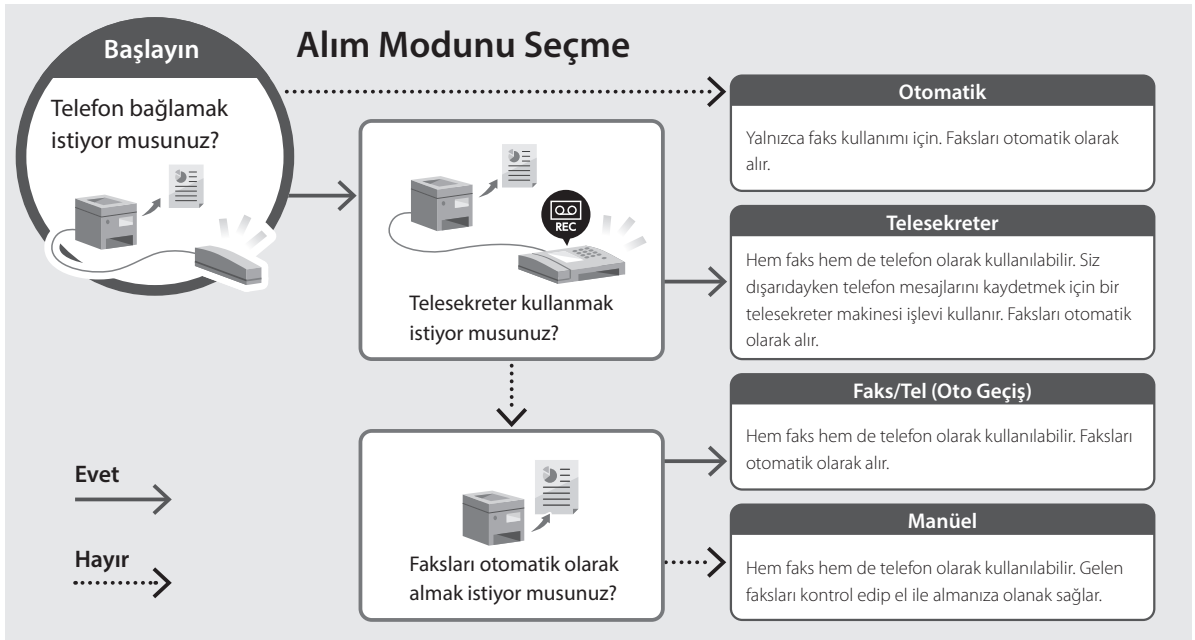 Alım Modunu Seçme
Başlayın
Telefon bağlamak
istiyor musunuz?
REC
Telesekreter kullanmak
istiyor musunuz?
Faksları otomatik olarak
almak istiyor musunuz?
Evet
Hayır
Otomatik
Yalnızca faks kullanımı için. Faksları otomatik olarak
alır.
Telesekreter
Hem faks hem de telefon olarak kullanılabilir. Siz
dışarıdayken telefon mesajlarını kaydetmek için bir
telesekreter makinesi işlevi kullanır. Faksları otomatik
olarak alır.
Faks/Tel (Oto Geçiş)
Hem faks hem de telefon olarak kullanılabilir. Faksları
otomatik olarak alır.
Manüel
Hem faks hem de telefon olarak kullanılabilir. Gelen
faksları kontrol edip el ile almanıza olanak sağlar.